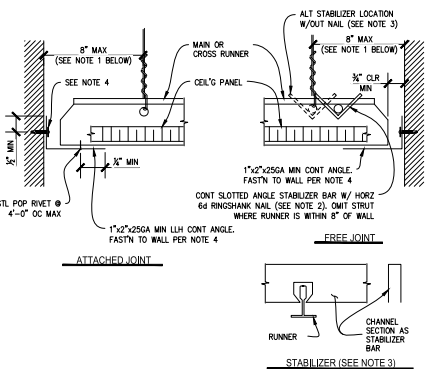 8" MAX
(SEE NOTE 1 BELOW)
SEE NOTE 4
MAIN OR
CROSS RUNNER
CEIL'G PANEL
½" MIN
¼" MIN
STL POP RIVET @
4'-0" OC MAX
1"x2"x25GA MIN LLH CONT ANGLE.
FAST'N TO WALL PER NOTE 4
ATTACHED JOINT
ALT STABILIZER LOCATION
W/OUT NAIL (SEE NOTE 3)
8" MAX
(SEE NOTE 1 BELOW)
¾" CLR
MIN
1"x2"x25GA MIN CONT ANGLE.
FAST'N TO WALL PER NOTE 4
CONT SLOTTED ANGLE STABILIZER BAR W/ HORZ
6d RINGSHANK NAIL (SEE NOTE 2). OMIT STRUT
WHERE RUNNER IS WITHIN 8" OF WALL
FREE JOINT
RUNNER
CHANNEL
SECTION AS
STABILIZER
BAR
STABILIZER (SEE NOTE 3)